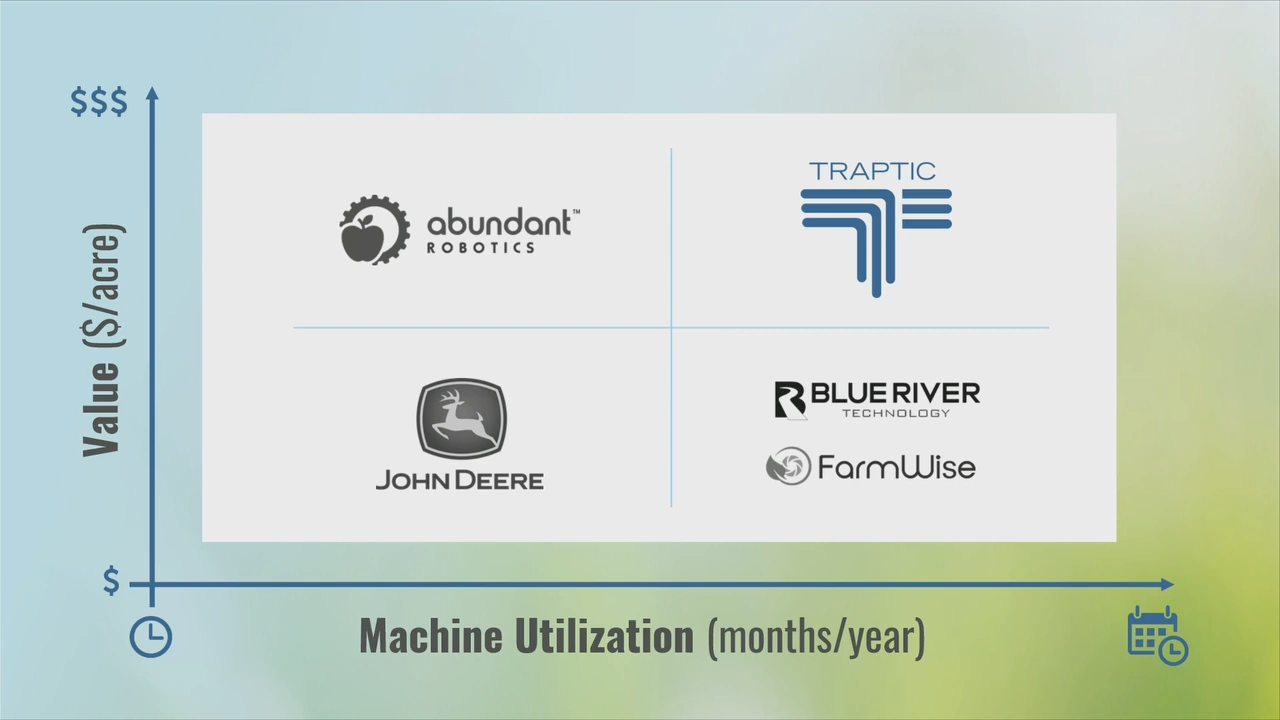 $$$
TRAPTIC
abundant™
ROBOTICS
Value ($/acre)
BLUE RIVER
TECHNOLOGY
FarmWise
JOHN DEERE
$
Machine Utilization (months/year)